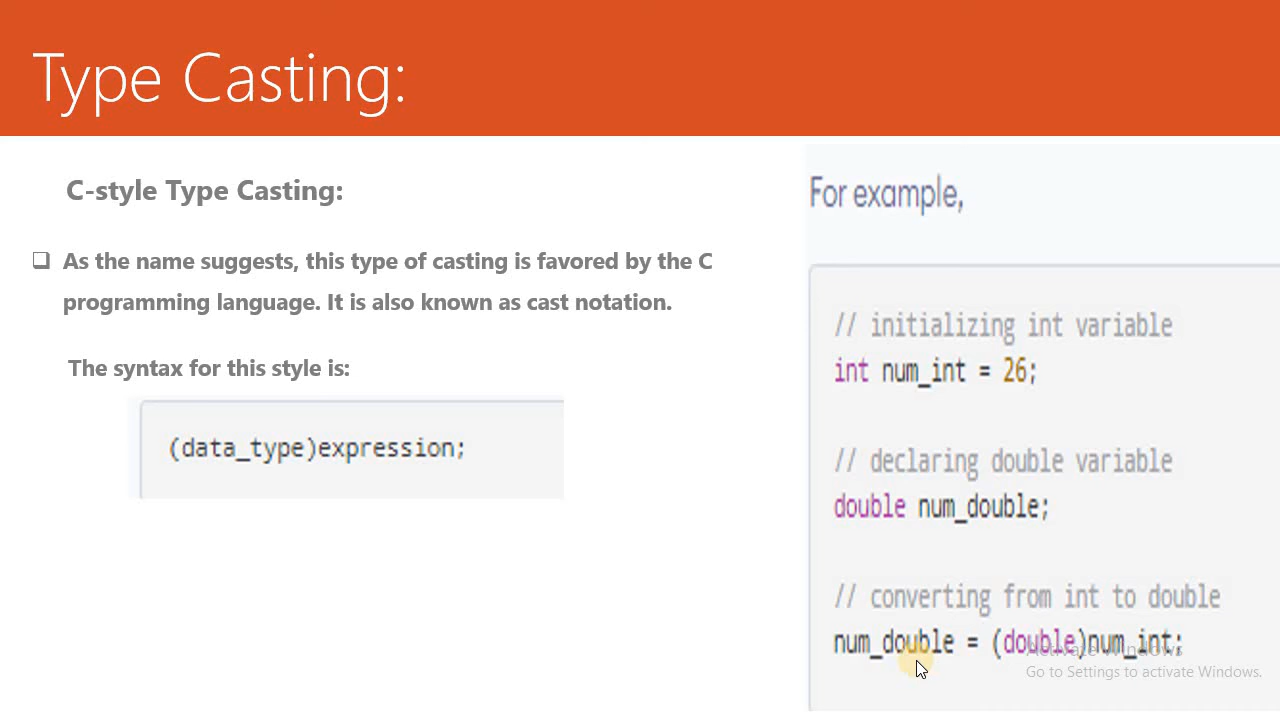 Type Casting:
C-style Type Casting:
As the name suggests, this type of casting is favored by the C
programming language. It is also known as cast notation.
The syntax for this style is:
(data_type)expression;
For example,
// initializing int variable
int num_int = 26;
// declaring double variable
double num_double;
// converting from int to double
num_double = (double)num_int;
Activate Windows
Go to Settings to activate Windows.